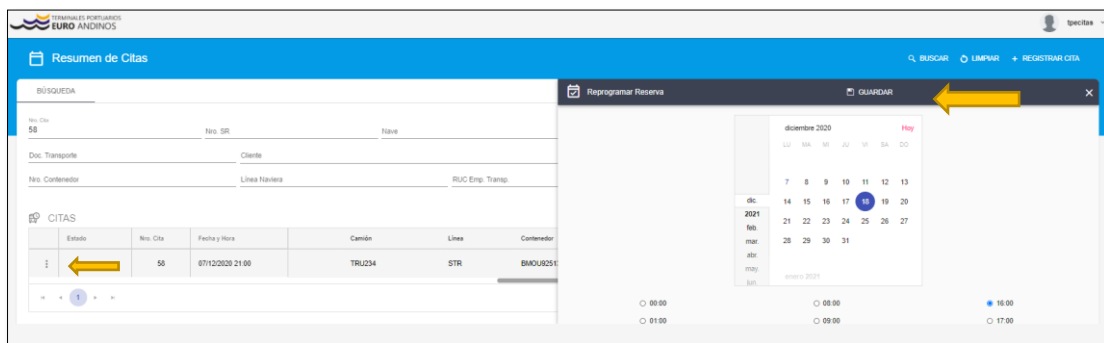 TERMINALES PORTUARIOS
EURO ANDINOS
tpecitas
Resumen de Citas
BUSCAR LIMPIAR + REGISTRAR CITA
BÚSQUEDA
Reprogramar Reserva
GUARDAR
Nro. Cita
58
Nro. SR
Nave
Doc. Transporte
Cliente
Nro. Contenedor
Línea Naviera
RUC Emp. Transp.
CITAS
Estado Nro. Cita Fecha y Hora Camión Línea Contenedor
58 07/12/2020 21:00 TRU234 STR BMOU9251
1
diciembre 2020 Hoy
LU MA MI JU VI SA DO
7 8 9 10 11 12 13
14 15 16 17 18 19 20
21 22 23 24 25 26 27
28 29 30 31
enero 2021
dic.
2021
feb.
mar.
abr.
may.
jun.
00:00 08:00 16:00
01:00 09:00 17:00